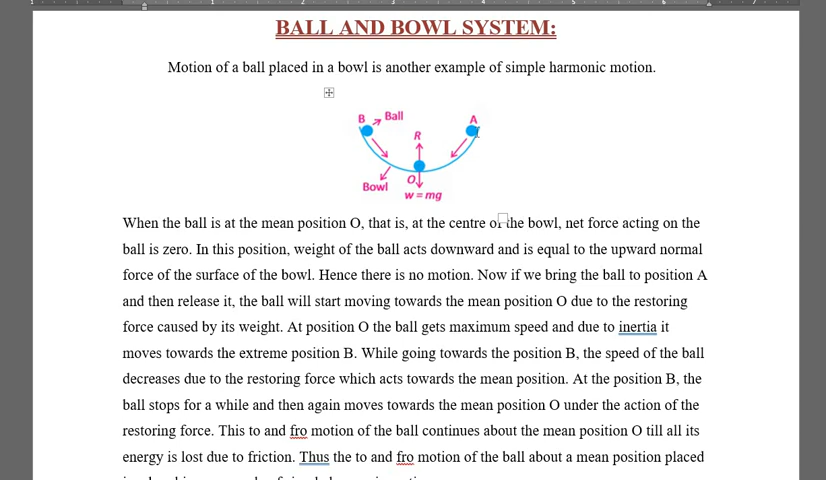 BALL AND BOWL SYSTEM:
Motion of a ball placed in a bowl is another example of simple harmonic motion.
B Ball A
R
O
Bowl
w = mg
When the ball is at the mean position O, that is, at the centre of the bowl, net force acting on the
ball is zero. In this position, weight of the ball acts downward and is equal to the upward normal
force of the surface of the bowl. Hence there is no motion. Now if we bring the ball to position A
and then release it, the ball will start moving towards the mean position O due to the restoring
force caused by its weight. At position O the ball gets maximum speed and due to inertia it
moves towards the extreme position B. While going towards the position B, the speed of the ball
decreases due to the restoring force which acts towards the mean position. At the position B, the
ball stops for a while and then again moves towards the mean position O under the action of the
restoring force. This to and fro motion of the ball continues about the mean position O till all its
energy is lost due to friction. Thus the to and fro motion of the ball about a mean position placed